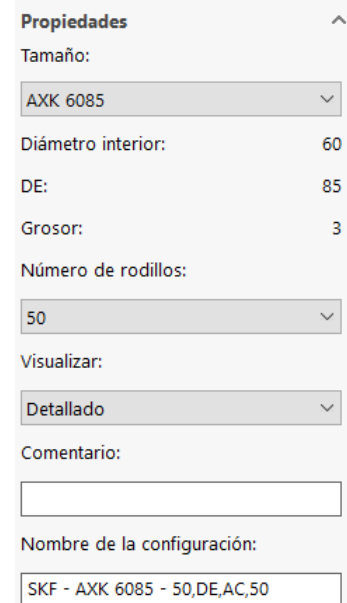 Propiedades
Tamaño:
AXK 6085
Diámetro interior: 60
DE: 85
Grosor: 3
Número de rodillos:
50
Visualizar:
Detallado
Comentario:
Nombre de la configuración:
SKF - AXK 6085 - 50,DE,AC,50